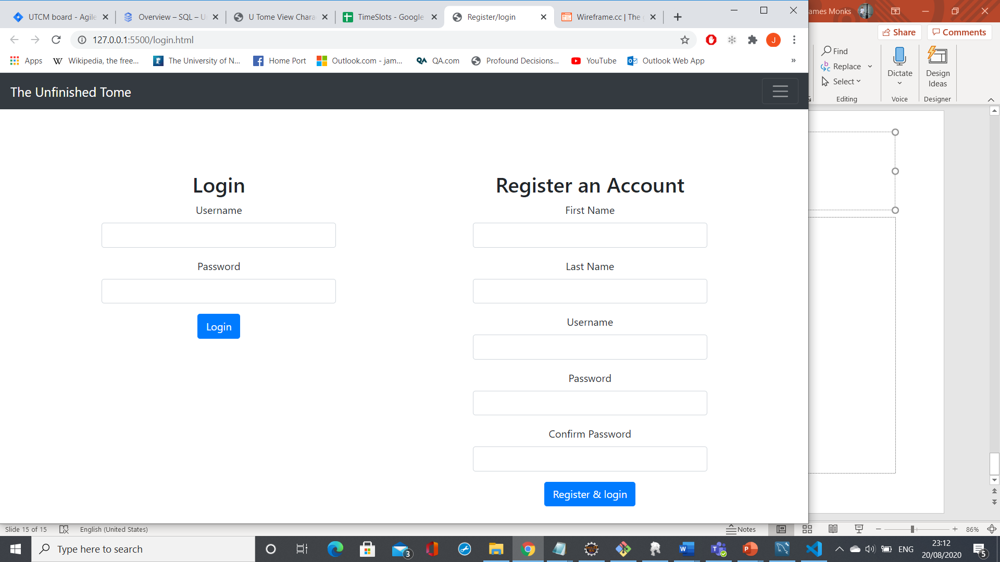 UTCM board - Agile
Overview – SQL – U
U Tome View Chara
TimeSlots - Google
Register/login
Wireframe.cc | The g
ames Monks
127.0.0.1:5500/login.html
J
Share
Comments
Apps
W Wikipedia, the free...
The University of N...
Home Port
Outlook.com - jam...
QA QA.com
Profound Decisions...
YouTube
Outlook Web App
»
Find
Replace
Select
Editing
Dictate
Voice
Design
Ideas
Designer
The Unfinished Tome
Login
Username
Password
Login
Register an Account
First Name
Last Name
Username
Password
Confirm Password
Register & login
Slide 15 of 15
English (United States)
Notes
86%
Type here to search
3
ENG
23:12
20/08/2020
5